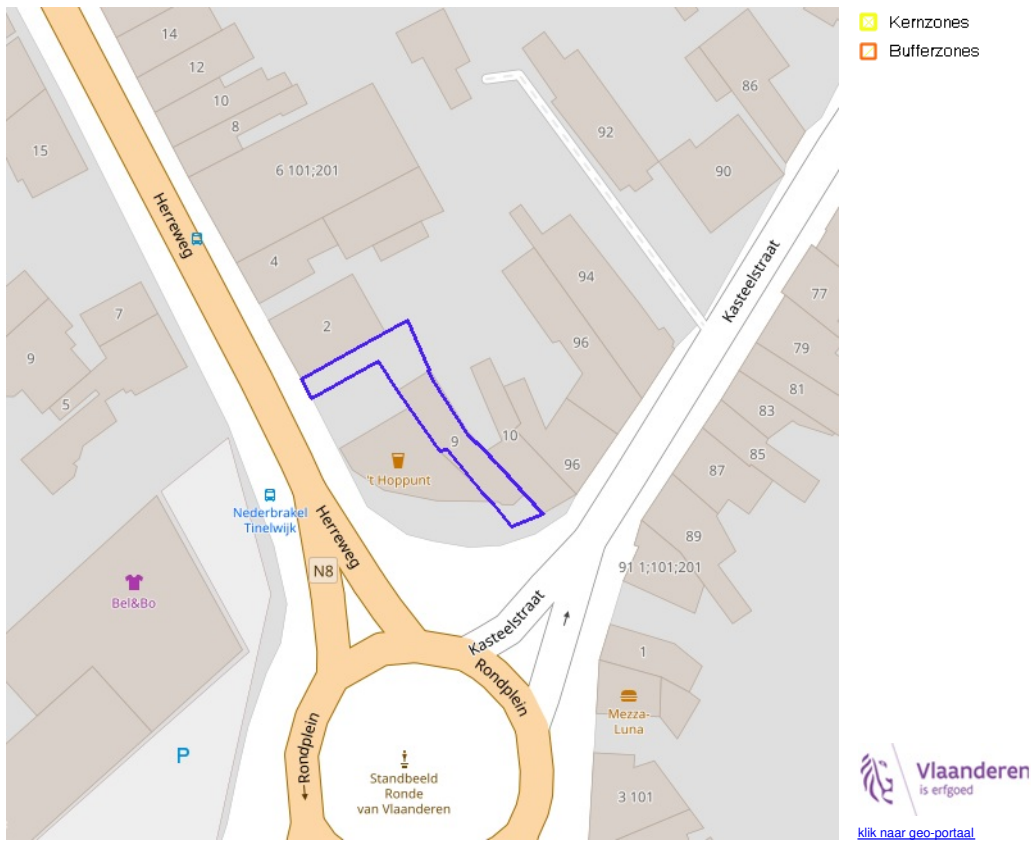 Kernzones
Bufferzones
14
12
10
8
15
6 101;201
Herreweg
4
2
7
9
5
86
92
90
Kasteelstraat
94
96
77
79
81
83
85
87
89
91 1;101;201
9
10
96
't Hoppunt
Nederbrakel
Tinelwijk
Herreweg
N8
Bel&Bo
Kasteelstraat
Rondplein
Rondplein
1
Mezza-
Luna
P
Standbeeld
Ronde
van Vlaanderen
3 101
Vlaanderen
is erfgoed
klik naar geo-portaal